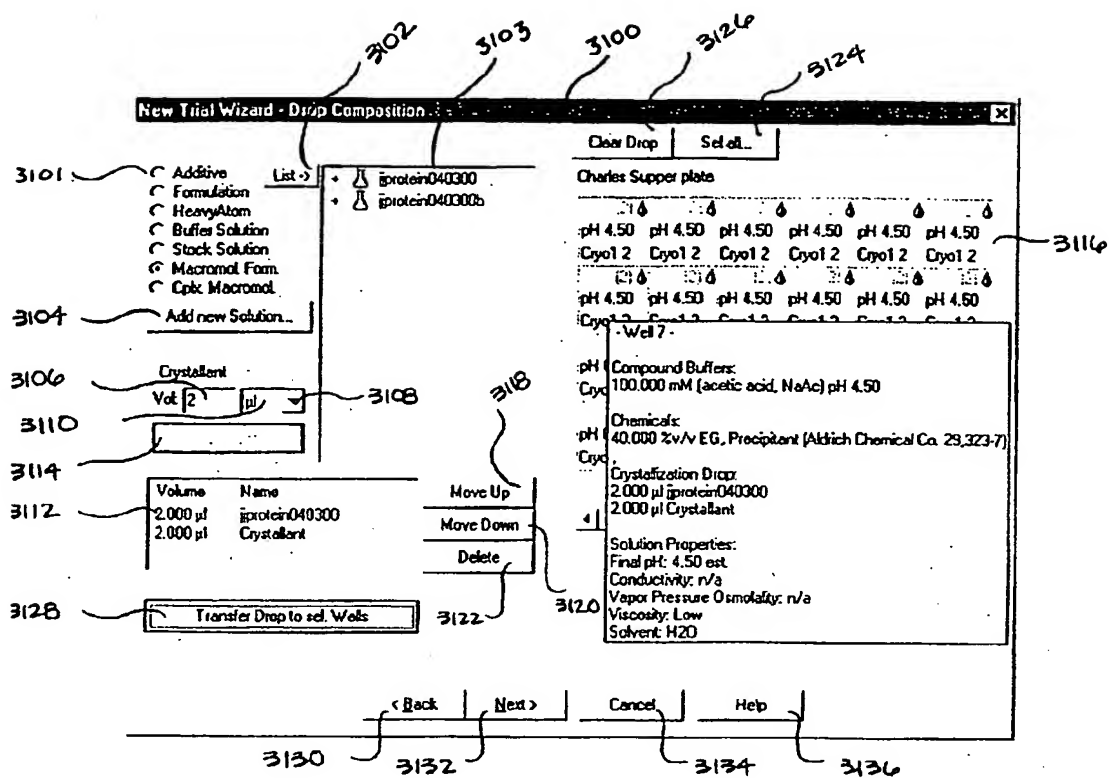 3102
3103
3100
3126
3124
New Trial Wizard - Drop Composition
Clear Drop
Sel all...
3101
Additive
Formulation
HeavyAtom
Buffer Solution
Stock Solution
Macromol. Form.
Cplx. Macromol.
List ->
jjprotein040300
jjprotein040300b
Charles Supper plate
pH 4.50 pH 4.50 pH 4.50 pH 4.50 pH 4.50 pH 4.50
Cryo1 2 Cryo1 2 Cryo1 2 Cryo1 2 Cryo1 2 Cryo1 2
3116
pH 4.50 pH 4.50 pH 4.50 pH 4.50 pH 4.50 pH 4.50
3104
Add new Solution...
Crystallant
3106
Vol: 2 µl
3108
3110
3114
3118
- Well 7 -
Compound Buffers:
100.000 mM (acetic acid, NaAc) pH 4.50
Chemicals:
40.000 %v/v EG, Precipitant (Aldrich Chemical Co. 29,323-7)
,
Crystallization Drop:
2.000 µl jjprotein040300
2.000 µl Crystallant
Solution Properties:
Final pH: 4.50 est.
Conductivity: n/a
Vapor Pressure Osmolality: n/a
Viscosity: Low
Solvent: H2O
3112
Volume Name
2.000 µl jjprotein040300
2.000 µl Crystallant
Move Up
Move Down
Delete
3120
3122
3128
Transfer Drop to sel. Wells
< Back
Next >
Cancel
Help
3130
3132
3134
3136